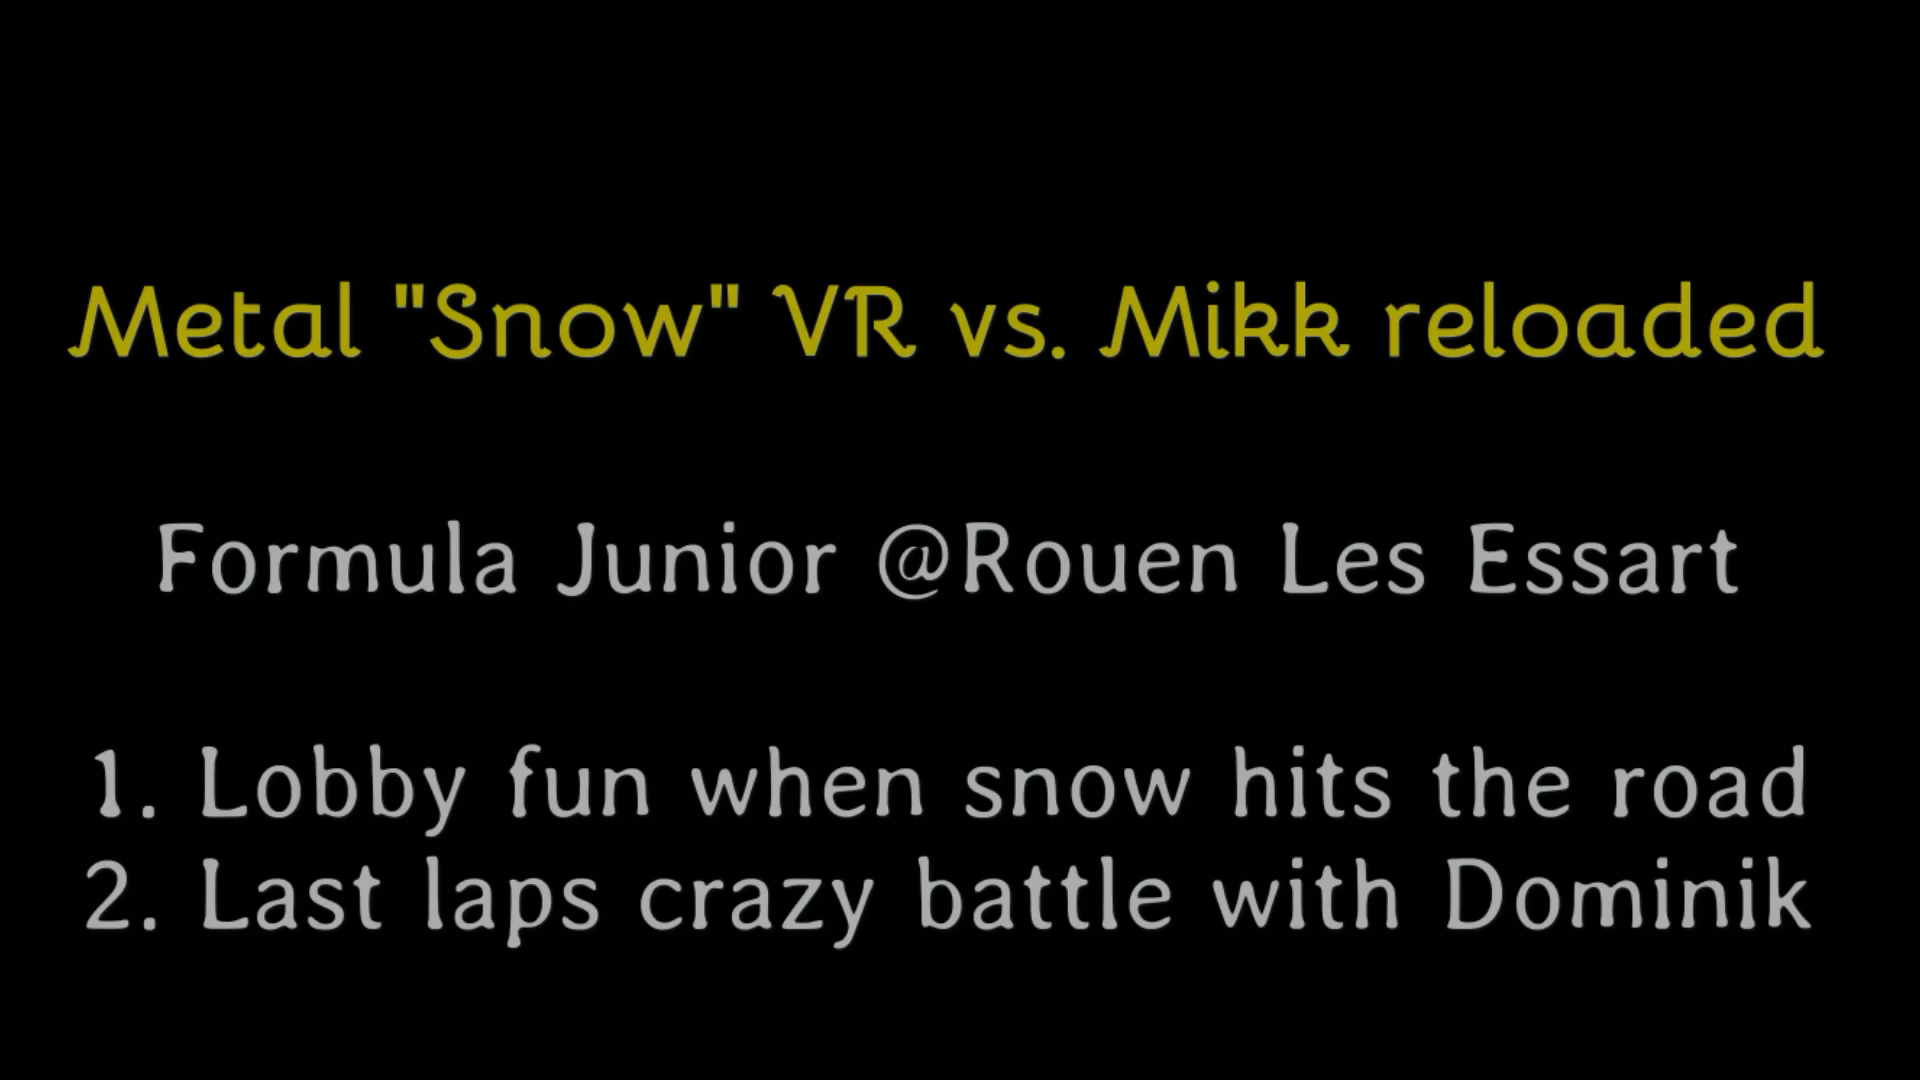 Metal "Snow" VR vs. Mikk reloaded
Formula Junior @Rouen Les Essart
1. Lobby fun when snow hits the road
2. Last laps crazy battle with Dominik